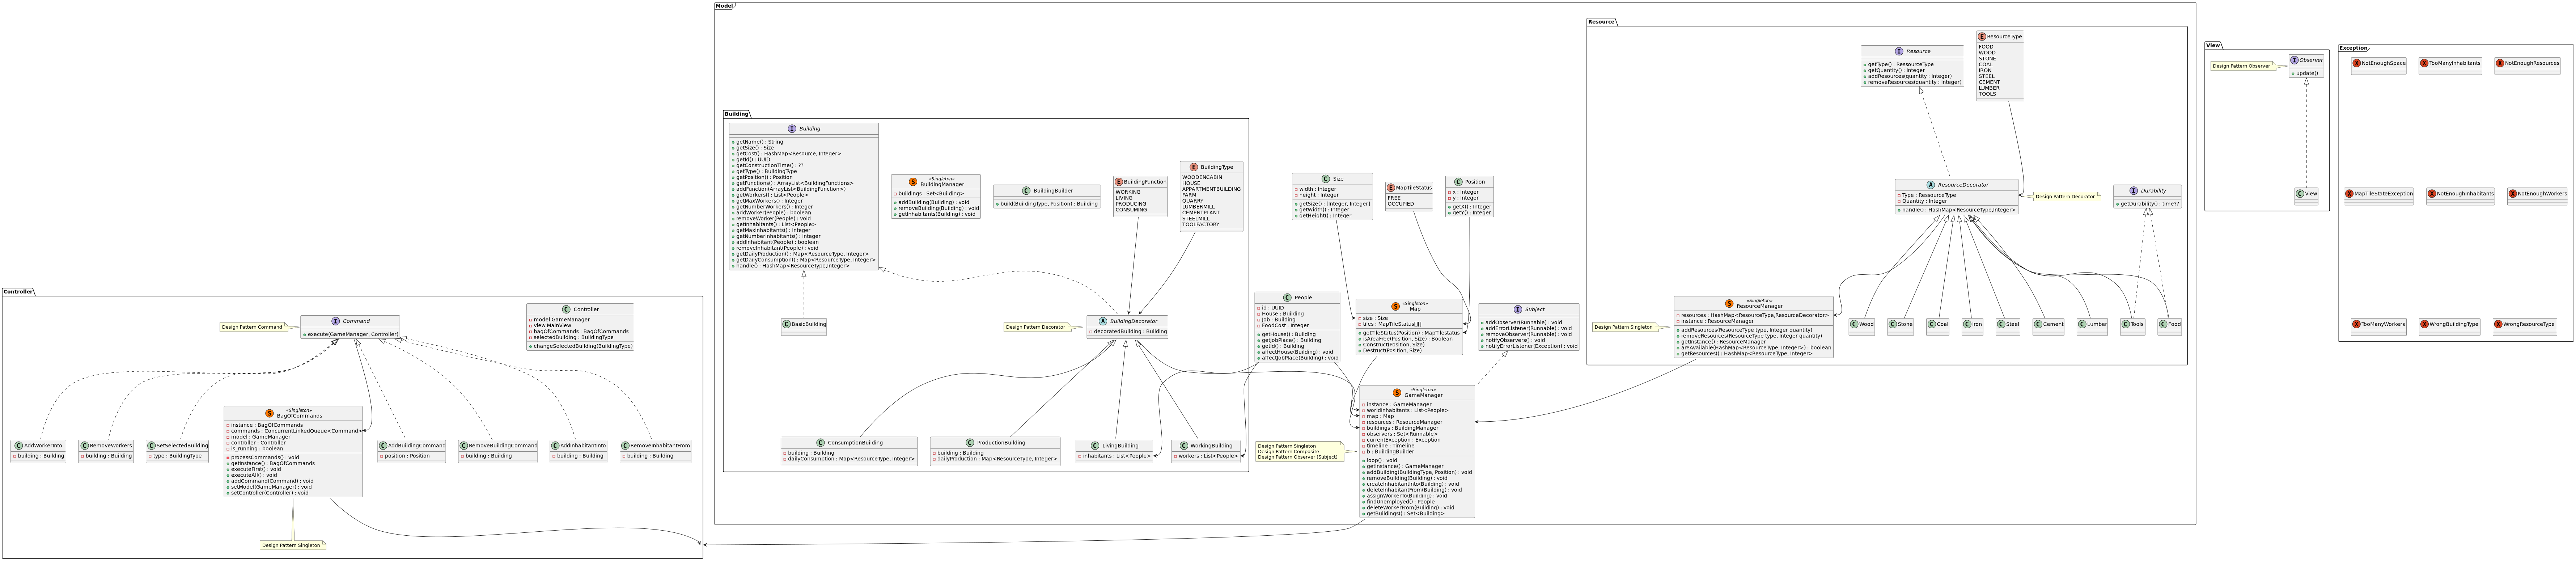 Model
Resource
E ResourceType
FOOD
WOOD
STONE
COAL
IRON
STEEL
CEMENT
LUMBER
TOOLS
I Resource
getType() : RessourceType
getQuantity() : Integer
addResources(quantity : Integer)
removeResources(quantity : Integer)
A ResourceDecorator
Type : RessourceType
Quantity : Integer
handle() : HashMap<ResourceType,Integer>
Design Pattern Decorator
I Durability
getDurability() : time??
S «Singleton»
ResourceManager
resources : HashMap<ResourceType,ResourceDecorator>
instance : ResourceManager
addResources(ResourceType type, Integer quantity)
removeResources(ResourceType type, Integer quantity)
getInstance() : ResourceManager
areAvailable(HashMap<ResourceType, Integer>) : boolean
getResources() : HashMap<ResourceType, Integer>
Design Pattern Singleton
C Wood
C Stone
C Coal
C Iron
C Steel
C Cement
C Lumber
C Tools
C Food
Building
I Building
getName() : String
getSize() : Size
getCost() : HashMap<Resource, Integer>
getId() : UUID
getConstructionTime() : ??
getType() : BuildingType
getPosition() : Position
getFunctions() : ArrayList<BuildingFunctions>
addFunction(ArrayList<BuildingFunction>)
getWorkers() : List<People>
getMaxWorkers() : Integer
getNumberWorkers() : Integer
addWorker(People) : boolean
removeWorker(People) : void
getInhabitants() : List<People>
getMaxInhabitants() : Integer
getNumberInhabitants() : Integer
addInhabitant(People) : boolean
removeInhabitant(People) : void
getDailyProduction() : Map<ResourceType, Integer>
getDailyConsumption() : Map<ResourceType, Integer>
handle() : HashMap<ResourceType,Integer>
S «Singleton»
BuildingManager
buildings : Set<Building>
addBuilding(Building) : void
removeBuilding(Building) : void
getInhabitants(Building) : void
C BuildingBuilder
build(BuildingType, Position) : Building
E BuildingFunction
WORKING
LIVING
PRODUCING
CONSUMING
E BuildingType
WOODENCABIN
HOUSE
APPARTMENTBUILDING
FARM
QUARRY
LUMBERMILL
CEMENTPLANT
STEELMILL
TOOLFACTORY
C BasicBuilding
Design Pattern Decorator
A BuildingDecorator
decoratedBuilding : Building
C ConsumptionBuilding
building : Building
dailyConsumption : Map<ResourceType, Integer>
C ProductionBuilding
building : Building
dailyProduction : Map<ResourceType, Integer>
C LivingBuilding
inhabitants : List<People>
C WorkingBuilding
workers : List<People>
C Size
width : Integer
height : Integer
getSize() : [Integer, Integer]
getWidth() : Integer
getHeight() : Integer
E MapTileStatus
FREE
OCCUPIED
C Position
x : Integer
y : Integer
getX() : Integer
getY() : Integer
C People
id : UUID
House : Building
Job : Building
FoodCost : Integer
getHouse() : Building
getJobPlace() : Building
getId() : Building
affectHouse(Building) : void
affectJobPlace(Building) : void
S «Singleton»
Map
size : Size
tiles : MapTileStatus[][]
getTileStatus(Position) : MapTilestatus
isAreaFree(Position, Size) : Boolean
Construct(Position, Size)
Destruct(Position, Size)
I Subject
addObserver(Runnable) : void
addErrorListener(Runnable) : void
removeObserver(Runnable) : void
notifyObservers() : void
notifyErrorListener(Exception) : void
S «Singleton»
GameManager
instance : GameManager
worldInhabitants : List<People>
map : Map
resources : ResourceManager
buildings : BuildingManager
observers : Set<Runnable>
currentException : Exception
timeline : Timeline
b : BuildingBuilder
loop() : void
getInstance() : GameManager
addBuilding(BuildingType, Position) : void
removeBuilding(Building) : void
createInhabitantInto(Building) : void
deleteInhabitantFrom(Building) : void
assignWorkerTo(Building) : void
findUnemployed() : People
deleteWorkerFrom(Building) : void
getBuildings() : Set<Building>
Design Pattern Singleton
Design Pattern Composite
Design Pattern Observer (Subject)
Controller
Design Pattern Command
I Command
execute(GameManager, Controller)
C Controller
model GameManager
view MainView
bagOfCommands : BagOfCommands
selectedBuilding : BuildingType
changeSelectedBuilding(BuildingType)
C AddWorkerInto
building : Building
C RemoveWorkers
building : Building
C SetSelectedBuilding
type : BuildingType
S «Singleton»
BagOfCommands
instance : BagOfCommands
commands : ConcurrentLinkedQueue<Command>
model : GameManager
controller : Controller
is_running : boolean
processCommands() : void
getInstance() : BagOfCommands
executeFirst() : void
executeAll() : void
addCommand(Command) : void
setModel(GameManager) : void
setController(Controller) : void
C AddBuildingCommand
position : Position
C RemoveBuildingCommand
building : Building
C AddInhabitantInto
building : Building
C RemoveInhabitantFrom
building : Building
Design Pattern Singleton
View
Design Pattern Observer
I Observer
update()
C View
Exception
X NotEnoughSpace
X TooManyInhabitants
X NotEnoughResources
X MapTileStateException
X NotEnoughInhabitants
X NotEnoughWorkers
X TooManyWorkers
X WrongBuildingType
X WrongResourceType